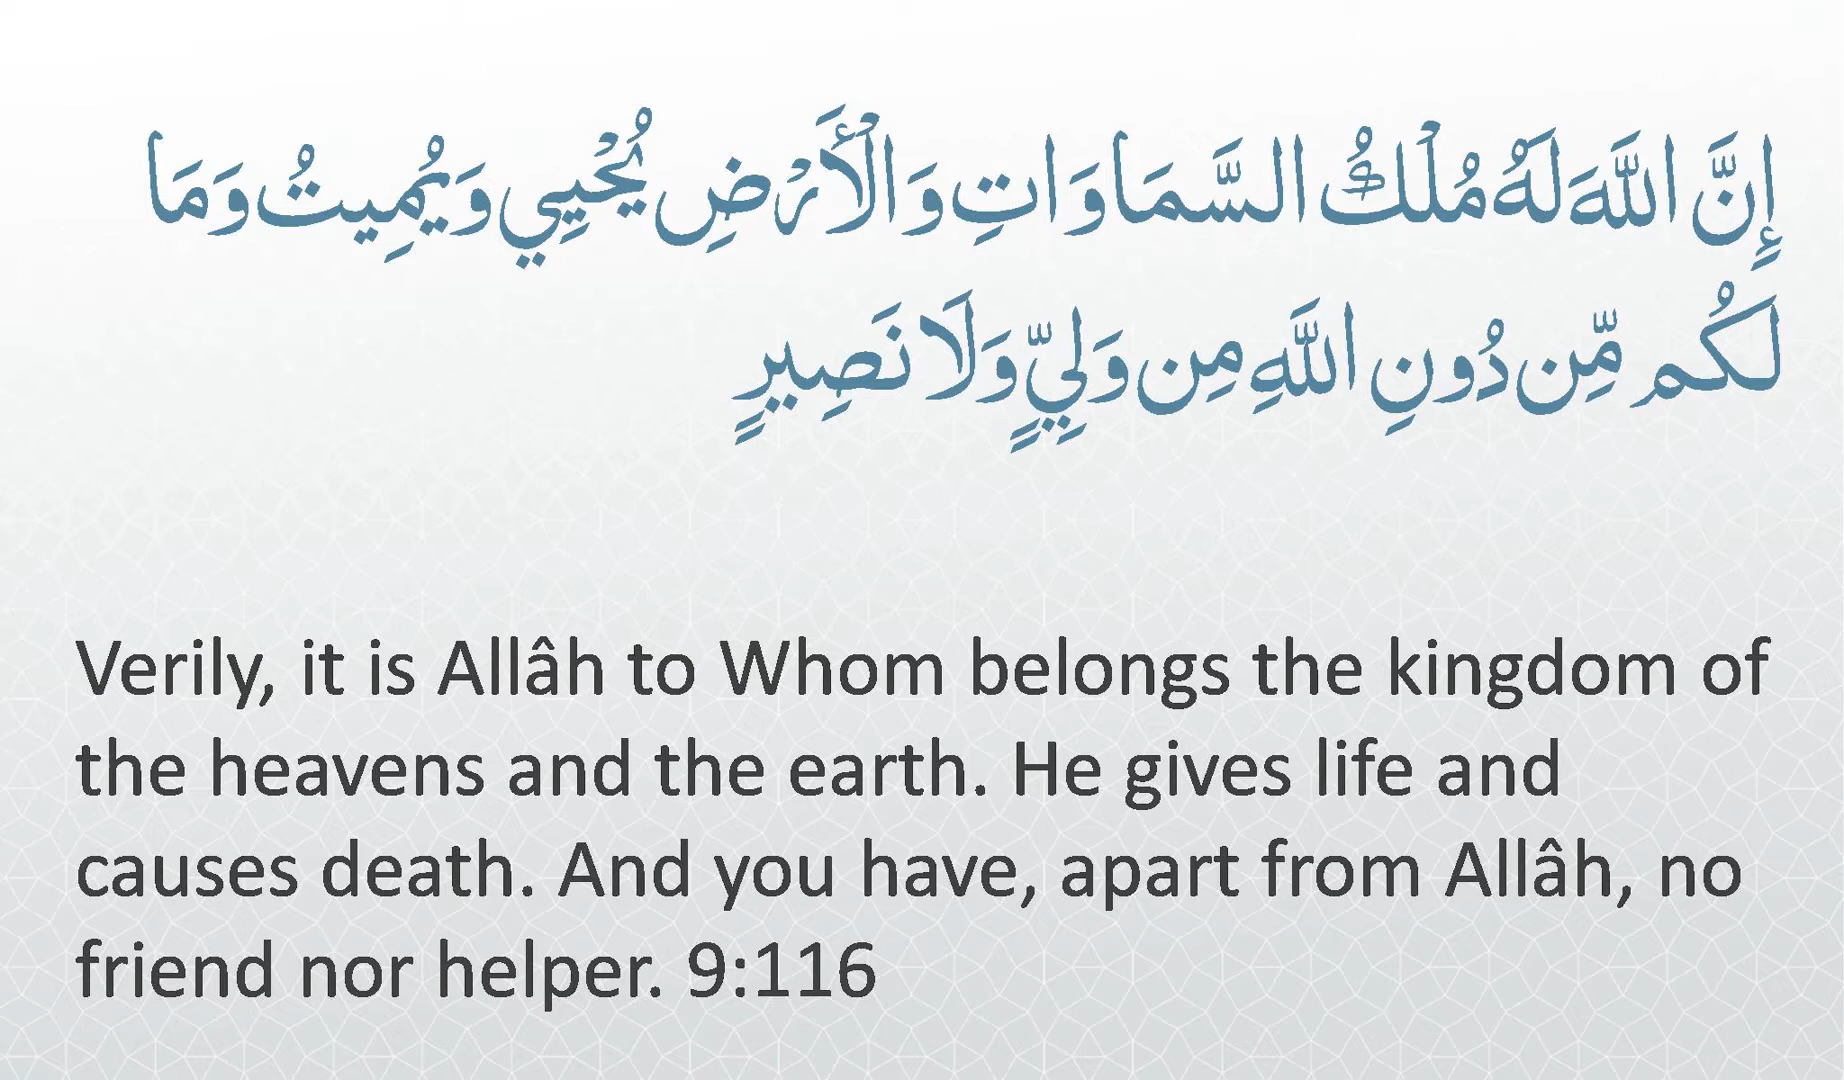 إِنَّ اللَّهَ لَهُ مُلْكُ السَّمَاوَاتِ وَالْأَرْضِ يُحْيِي وَيُمِيتُ وَمَا
لَكُم مِّن دُونِ اللَّهِ مِن وَلِيٍّ وَلَا نَصِيرٍ
Verily, it is Allâh to Whom belongs the kingdom of
the heavens and the earth. He gives life and
causes death. And you have, apart from Allâh, no
friend nor helper. 9:116